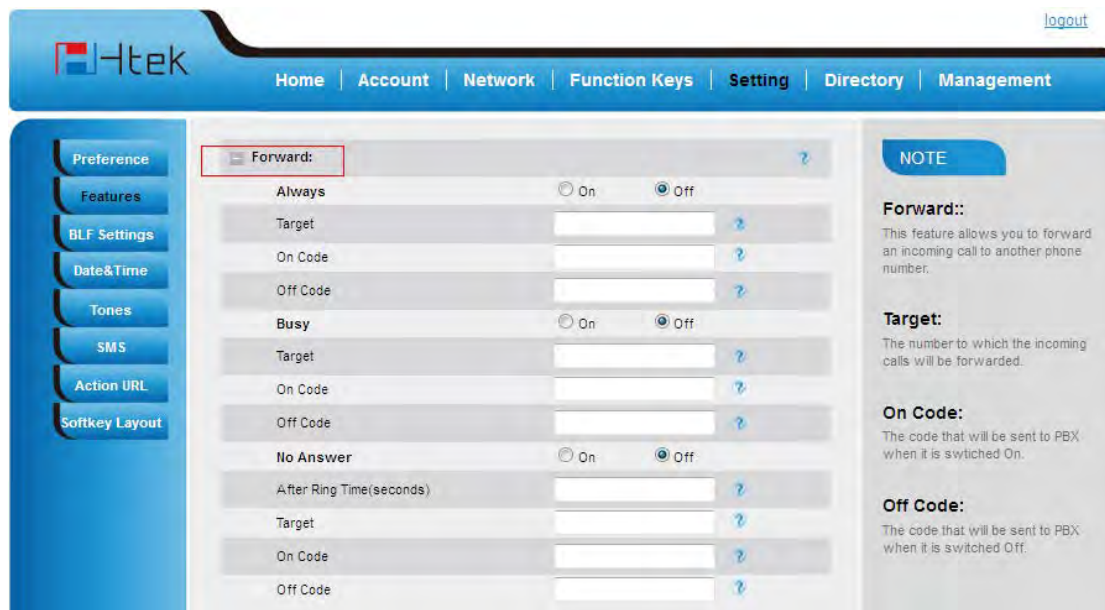 logout
Htek
Home | Account | Network | Function Keys | Setting | Directory | Management
Preference
Features
BLF Settings
Date&Time
Tones
SMS
Action URL
Softkey Layout
Forward: ?
Always On Off
Target ?
On Code ?
Off Code ?
Busy On Off
Target ?
On Code ?
Off Code ?
No Answer On Off
After Ring Time(seconds) ?
Target ?
On Code ?
Off Code ?
NOTE
Forward::
This feature allows you to forward
an incoming call to another phone
number.
Target:
The number to which the incoming
calls will be forwarded.
On Code:
The code that will be sent to PBX
when it is swtiched On.
Off Code:
The code that will be sent to PBX
when it is switched Off.